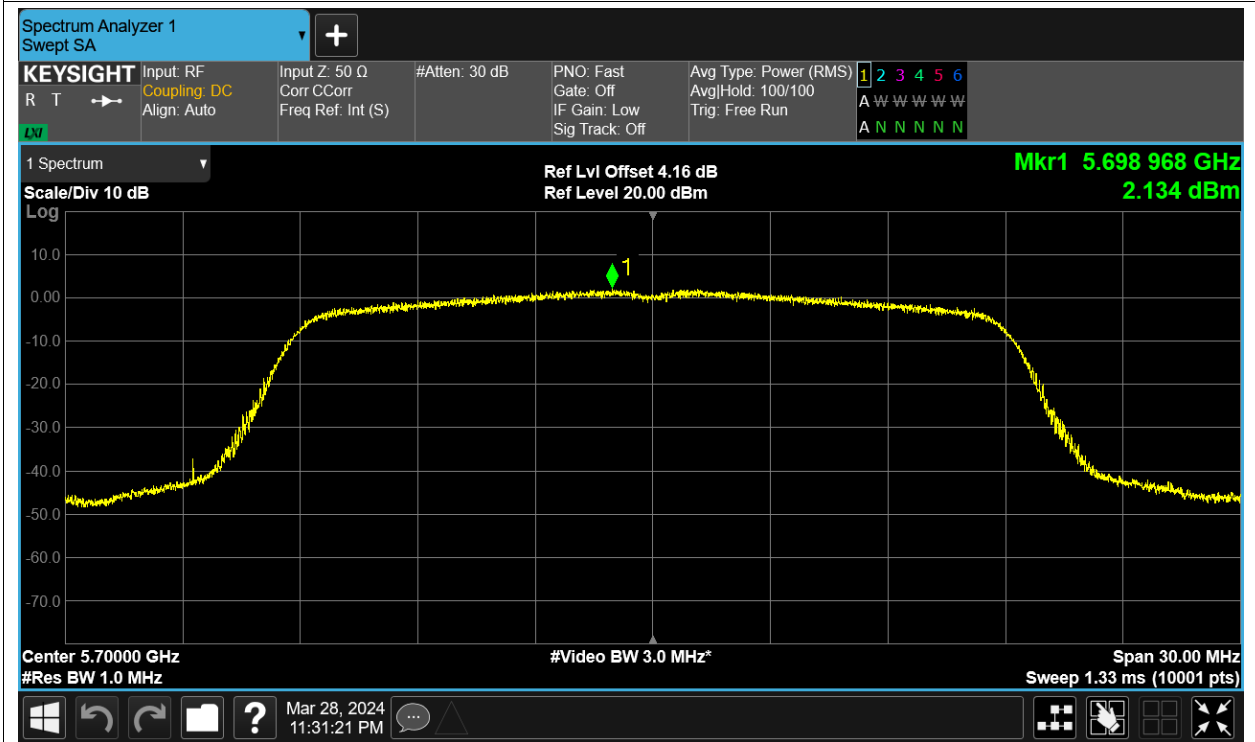 Spectrum Analyzer 1
Swept SA
+
KEYSIGHT
R T
LXI
Input: RF
Coupling: DC
Align: Auto
Input Z: 50 Ω
Corr CCorr
Freq Ref: Int (S)
#Atten: 30 dB
PNO: Fast
Gate: Off
IF Gain: Low
Sig Track: Off
Avg Type: Power (RMS)
Avg|Hold: 100/100
Trig: Free Run
1 2 3 4 5 6
A W W W W W
A N N N N N
1 Spectrum
Scale/Div 10 dB
Log
Ref Lvl Offset 4.16 dB
Ref Level 20.00 dBm
Mkr1 5.698 968 GHz
2.134 dBm
10.0
0.00
-10.0
-20.0
-30.0
-40.0
-50.0
-60.0
-70.0
1
Center 5.70000 GHz
#Res BW 1.0 MHz
#Video BW 3.0 MHz*
Span 30.00 MHz
Sweep 1.33 ms (10001 pts)
?
Mar 28, 2024
11:31:21 PM